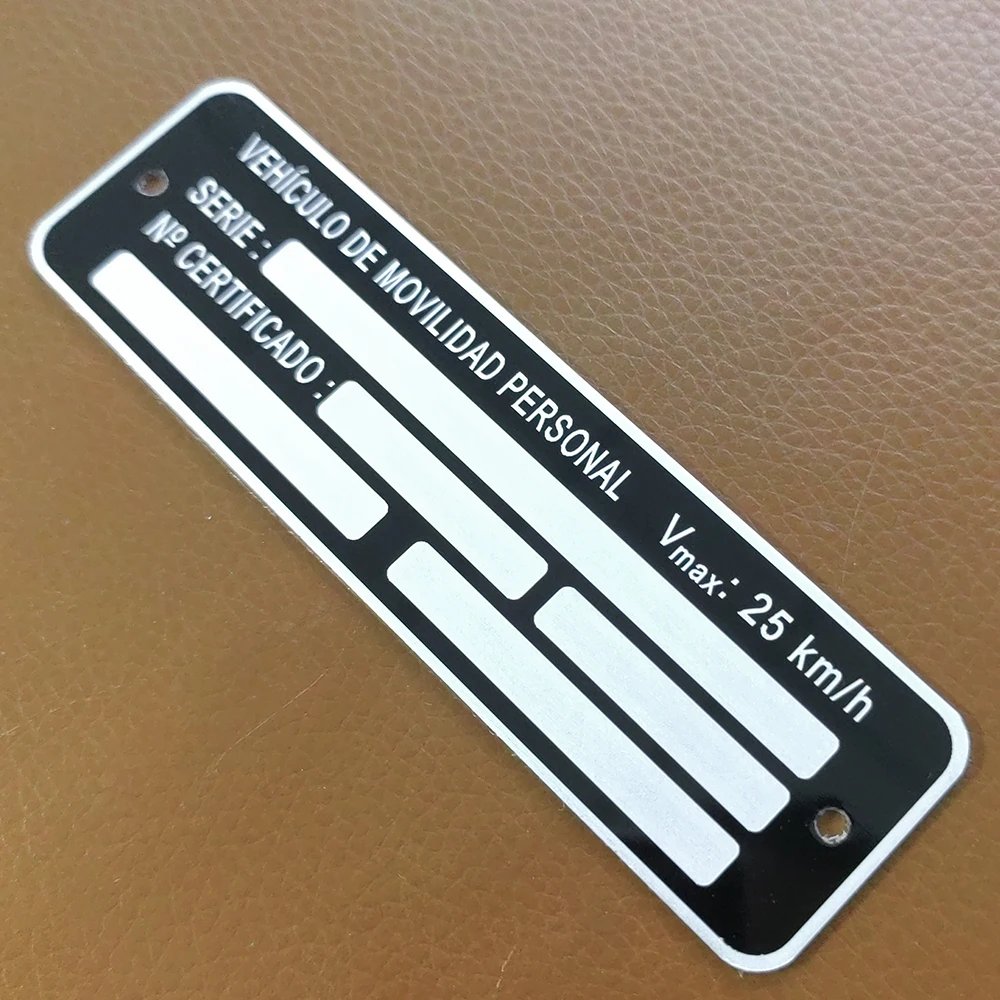 VEHÍCULO DE MOVILIDAD PERSONAL Vmax: 25 km/h
SERIE :
Nº CERTIFICADO :